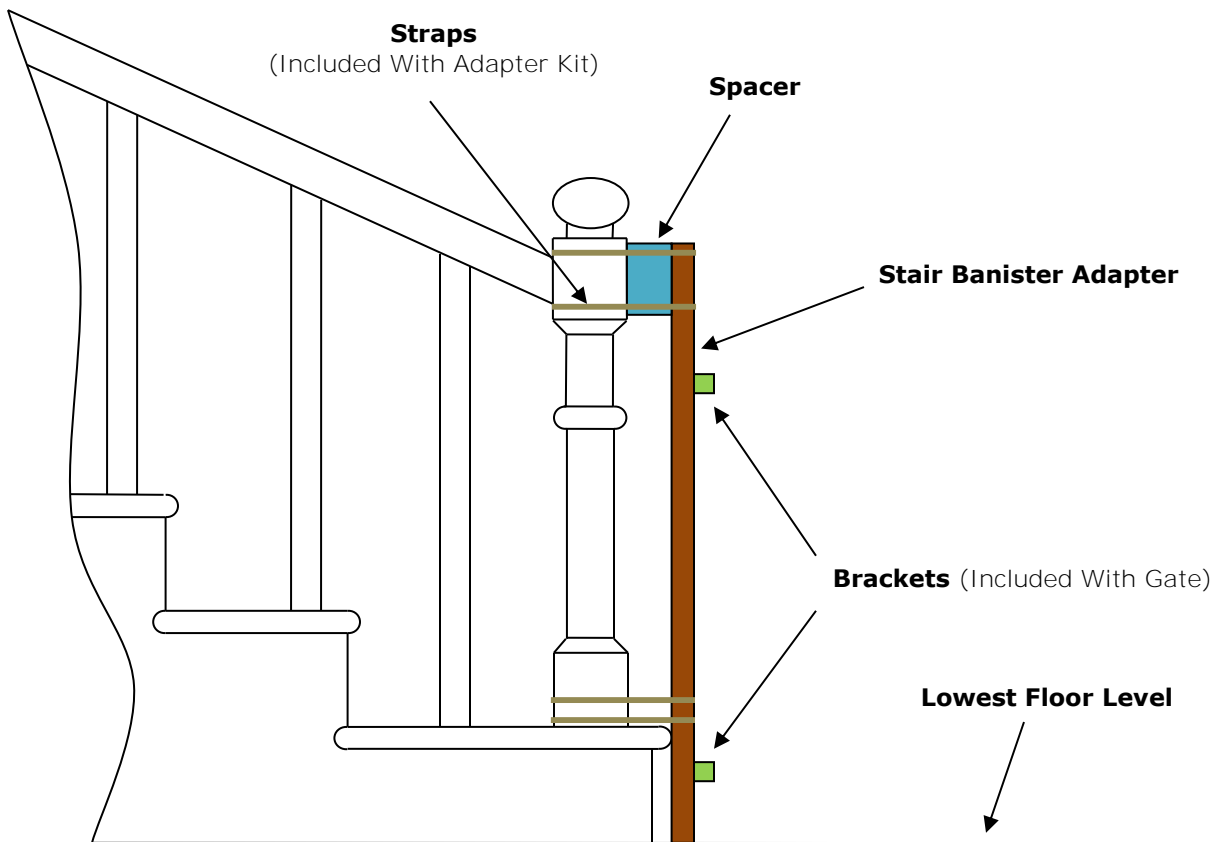 Straps
(Included With Adapter Kit)
Spacer
Stair Banister Adapter
Brackets (Included With Gate)
Lowest Floor Level